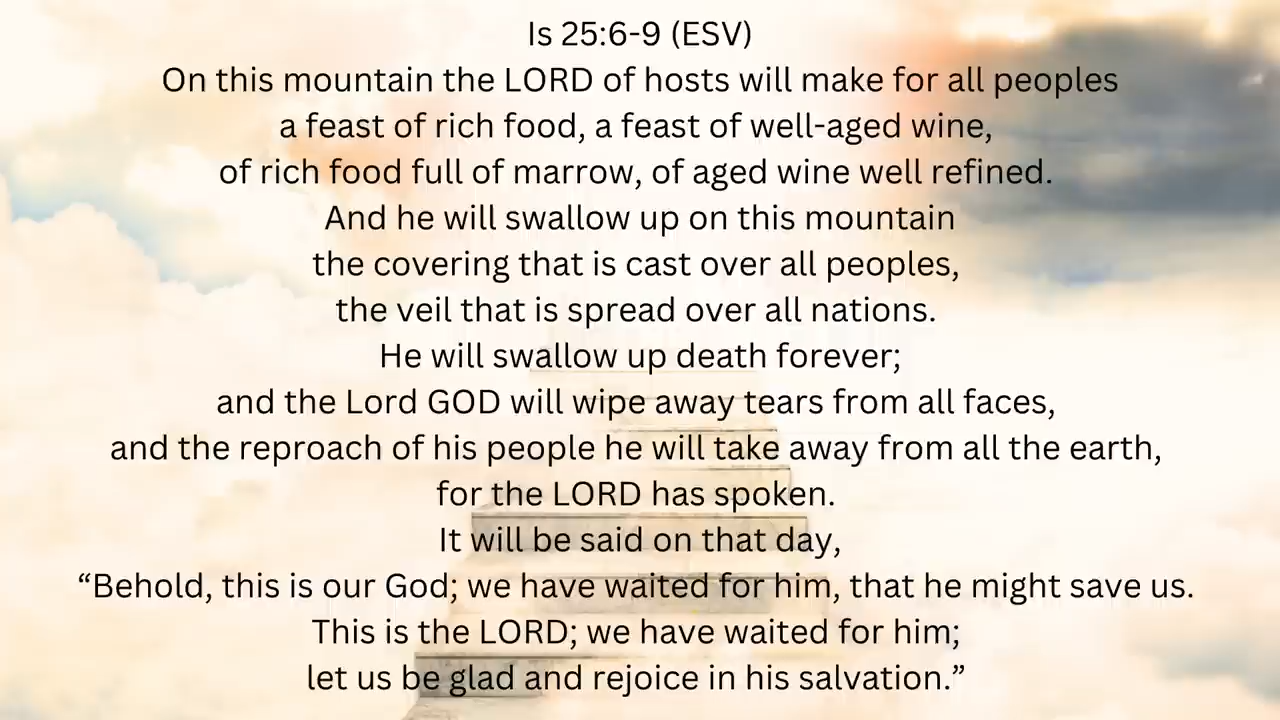 Is 25:6-9 (ESV)
On this mountain the LORD of hosts will make for all peoples
a feast of rich food, a feast of well-aged wine,
of rich food full of marrow, of aged wine well refined.
And he will swallow up on this mountain
the covering that is cast over all peoples,
the veil that is spread over all nations.
He will swallow up death forever;
and the Lord GOD will wipe away tears from all faces,
and the reproach of his people he will take away from all the earth,
for the LORD has spoken.
It will be said on that day,
“Behold, this is our God; we have waited for him, that he might save us.
This is the LORD; we have waited for him;
let us be glad and rejoice in his salvation.”